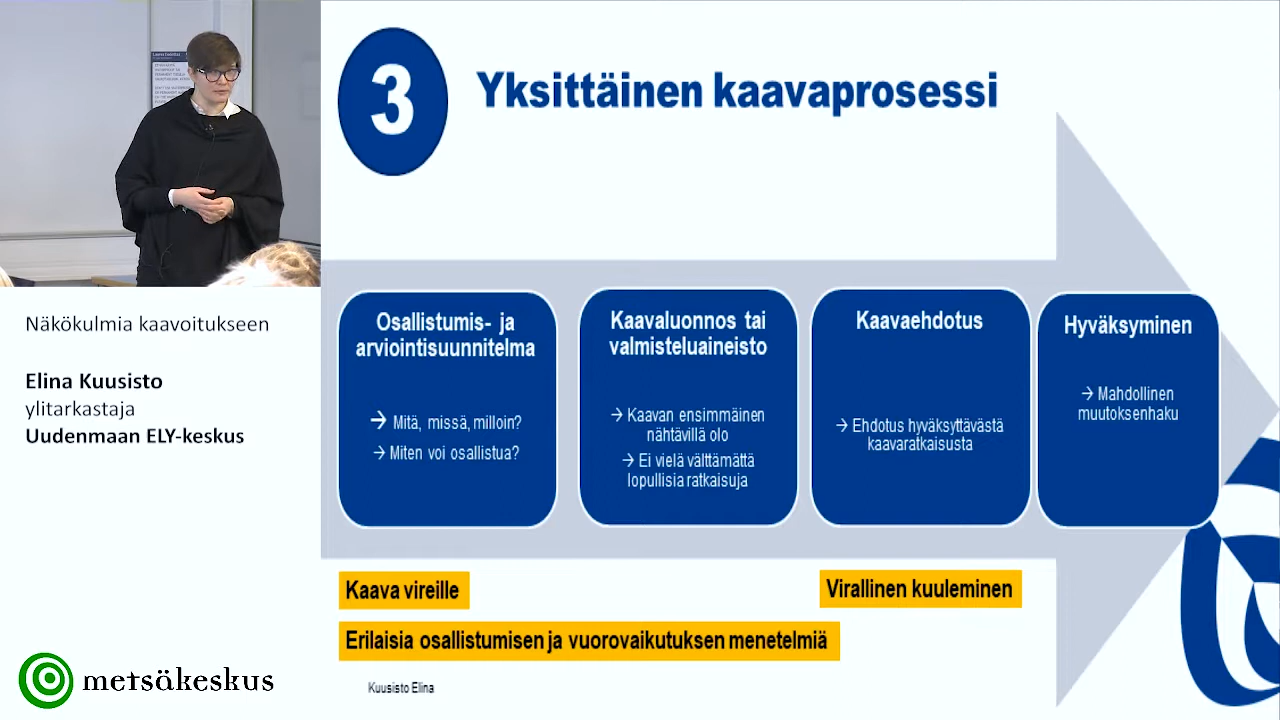 3
Yksittäinen kaavaprosessi
Osallistumis- ja
arviointisuunnitelma
→ Mitä, missä, milloin?
→ Miten voi osallistua?
Kaavaluonnos tai
valmisteluaineisto
→ Kaavan ensimmäinen
nähtävillä olo
→ Ei vielä välttämättä
lopullisia ratkaisuja
Kaavaehdotus
→ Ehdotus hyväksyttävästä
kaavaratkaisusta
Hyväksyminen
→ Mahdollinen
muutoksenhaku
Kaava vireille
Virallinen kuuleminen
Erilaisia osallistumisen ja vuorovaikutuksen menetelmiä
Kuusisto Elina
Näkökulmia kaavoitukseen
Elina Kuusisto
ylitarkastaja
Uudenmaan ELY-keskus
metsäkeskus